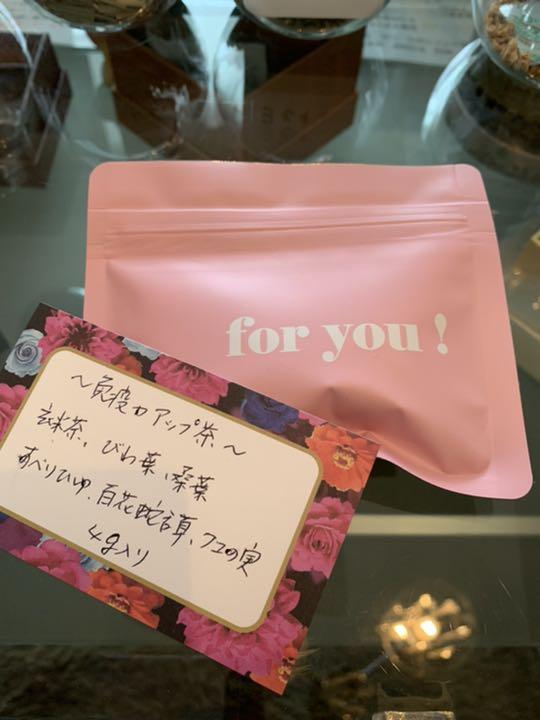 for you!
〜免疫力アップ茶〜
玄米茶、びわ葉、桑葉
すべりひゆ、百花蛇舌草、クコの実
4g入り